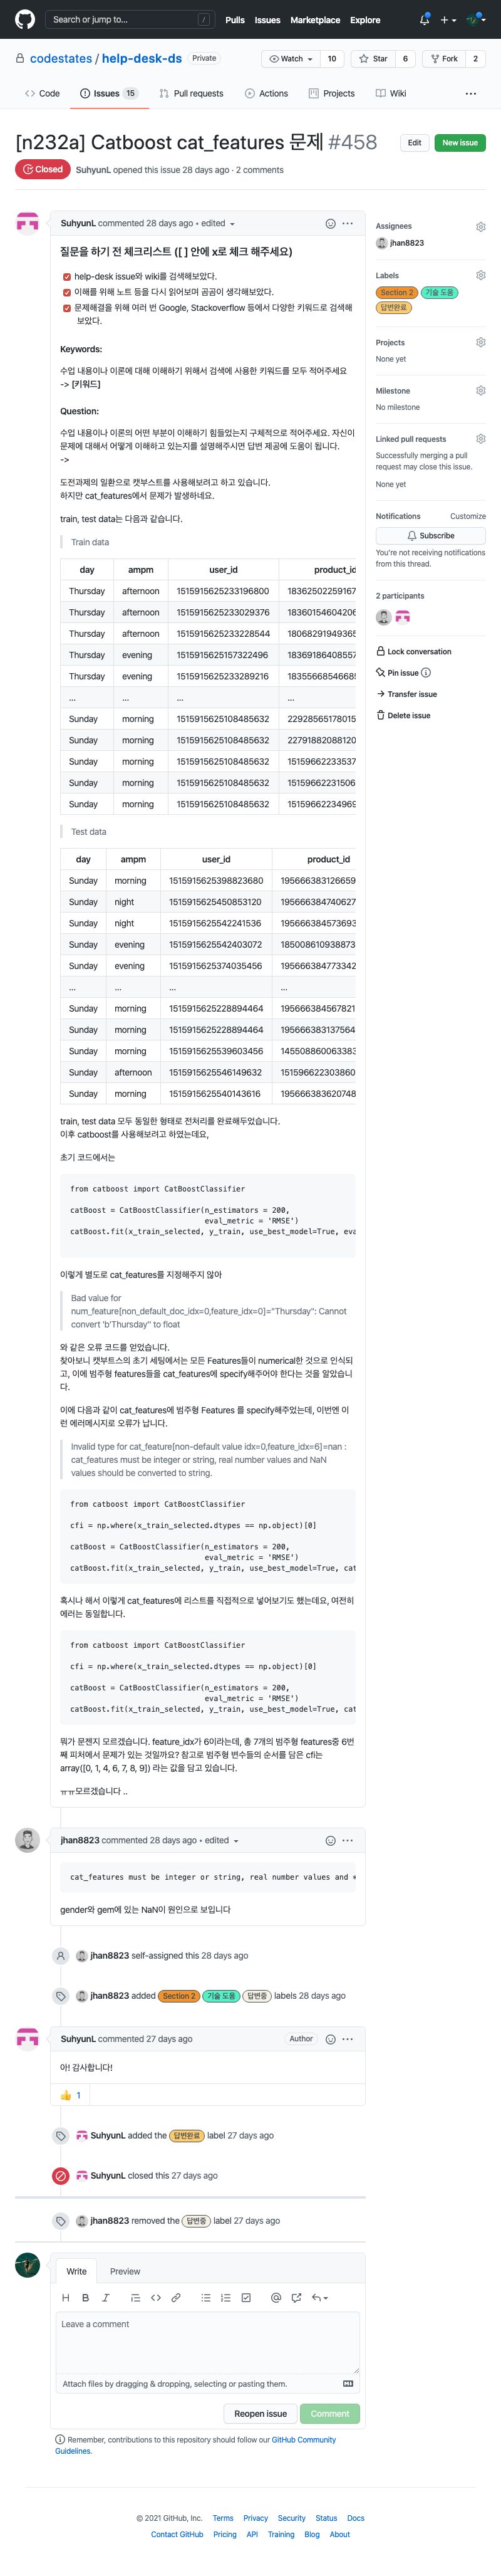 Search or jump to...
/
Pulls Issues Marketplace Explore
codestates / help-desk-ds Private
Watch 10 Star 6 Fork 2
Code Issues 15 Pull requests Actions Projects Wiki
[n232a] Catboost cat_features 문제 #458
Edit New issue
Closed SuhyunL opened this issue 28 days ago · 2 comments
SuhyunL commented 28 days ago • edited
질문을 하기 전 체크리스트 ([ ] 안에 x로 체크 해주세요)
help-desk issue와 wiki를 검색해보았다.
이해를 위해 노트 등을 다시 읽어보며 곰곰이 생각해보았다.
문제해결을 위해 여러 번 Google, Stackoverflow 등에서 다양한 키워드로 검색해
보았다.
Keywords:
수업 내용이나 이론에 대해 이해하기 위해서 검색에 사용한 키워드를 모두 적어주세요
-> [키워드]
Question:
수업 내용이나 이론의 어떤 부분이 이해하기 힘들었는지 구체적으로 적어주세요. 자신이
문제에 대해서 어떻게 이해하고 있는지를 설명해주시면 답변 제공에 도움이 됩니다.
->
도전과제의 일환으로 캣부스트를 사용해보려고 하고 있습니다.
하지만 cat_features에서 문제가 발생하네요.
train, test data는 다음과 같습니다.
Train data
day ampm user_id product_id
Thursday afternoon 1515915625233196800 18362502259167
Thursday afternoon 1515915625233029376 18360154604206
Thursday afternoon 1515915625233228544 18068291949365
Thursday evening 1515915625157322496 18369186408557
Thursday evening 1515915625233289216 18355668546685
... ... ... ...
Sunday morning 1515915625108485632 22928565178015
Sunday morning 1515915625108485632 22791882088120
Sunday morning 1515915625108485632 15159662233537
Sunday morning 1515915625108485632 15159662231506
Sunday morning 1515915625108485632 15159662234969
Test data
day ampm user_id product_id
Sunday morning 1515915625398823680 195666383126659
Sunday night 1515915625450853120 195666384740627
Sunday night 1515915625542241536 195666384573693
Sunday evening 1515915625542403072 185008610938873
Sunday evening 1515915625374035456 195666384773342
... ... ... ...
Sunday morning 1515915625228894464 195666384567821
Sunday morning 1515915625228894464 195666383137564
Sunday morning 1515915625539603456 145508860063383
Sunday afternoon 1515915625546149632 151596622303860
Sunday morning 1515915625540143616 195666383620748
train, test data 모두 동일한 형태로 전처리를 완료해두었습니다.
이후 catboost를 사용해보려고 하였는데요,
초기 코드에서는
from catboost import CatBoostClassifier
catBoost = CatBoostClassifier(n_estimators = 200,
eval_metric = 'RMSE')
catBoost.fit(x_train_selected, y_train, use_best_model=True, eva
이렇게 별도로 cat_features를 지정해주지 않아
Bad value for
num_feature[non_default_doc_idx=0,feature_idx=0]="Thursday": Cannot
convert 'b'Thursday'' to float
와 같은 오류 코드를 얻었습니다.
찾아보니 캣부트스의 초기 세팅에서는 모든 Features들이 numerical한 것으로 인식되
고, 이에 범주형 features들을 cat_features에 specify해주어야 한다는 것을 알았습니
다.
이에 다음과 같이 cat_features에 범주형 Features 를 specify해주었는데, 이번엔 이
런 에러메시지로 오류가 납니다.
Invalid type for cat_feature[non-default value idx=0,feature_idx=6]=nan :
cat_features must be integer or string, real number values and NaN
values should be converted to string.
from catboost import CatBoostClassifier
cfi = np.where(x_train_selected.dtypes == np.object)[0]
catBoost = CatBoostClassifier(n_estimators = 200,
eval_metric = 'RMSE')
catBoost.fit(x_train_selected, y_train, use_best_model=True, cat
혹시나 해서 이렇게 cat_features에 리스트를 직접적으로 넣어보기도 했는데요, 여전히
에러는 동일합니다.
from catboost import CatBoostClassifier
cfi = np.where(x_train_selected.dtypes == np.object)[0]
catBoost = CatBoostClassifier(n_estimators = 200,
eval_metric = 'RMSE')
catBoost.fit(x_train_selected, y_train, use_best_model=True, cat
뭐가 문젠지 모르겠습니다. feature_idx가 6이라는데, 총 7개의 범주형 features중 6번
째 피처에서 문제가 있는 것일까요? 참고로 범주형 변수들의 순서를 담은 cfi는
array([0, 1, 4, 6, 7, 8, 9]) 라는 값을 담고 있습니다.
ㅠㅠ모르겠습니다 ..
jhan8823 commented 28 days ago • edited
cat_features must be integer or string, real number values and
gender와 gem에 있는 NaN이 원인으로 보입니다
jhan8823 self-assigned this 28 days ago
jhan8823 added Section 2 기술 도움 답변중 labels 28 days ago
SuhyunL commented 27 days ago Author
아! 감사합니다!
👍 1
SuhyunL added the 답변완료 label 27 days ago
SuhyunL closed this 27 days ago
jhan8823 removed the 답변중 label 27 days ago
Write Preview
Leave a comment
Attach files by dragging & dropping, selecting or pasting them.
Reopen issue Comment
Remember, contributions to this repository should follow our GitHub Community
Guidelines.
Assignees
jhan8823
Labels
Section 2 기술 도움
답변완료
Projects
None yet
Milestone
No milestone
Linked pull requests
Successfully merging a pull
request may close this issue.
None yet
Notifications Customize
Subscribe
You're not receiving notifications
from this thread.
2 participants
Lock conversation
Pin issue
Transfer issue
Delete issue
© 2021 GitHub, Inc. Terms Privacy Security Status Docs
Contact GitHub Pricing API Training Blog About